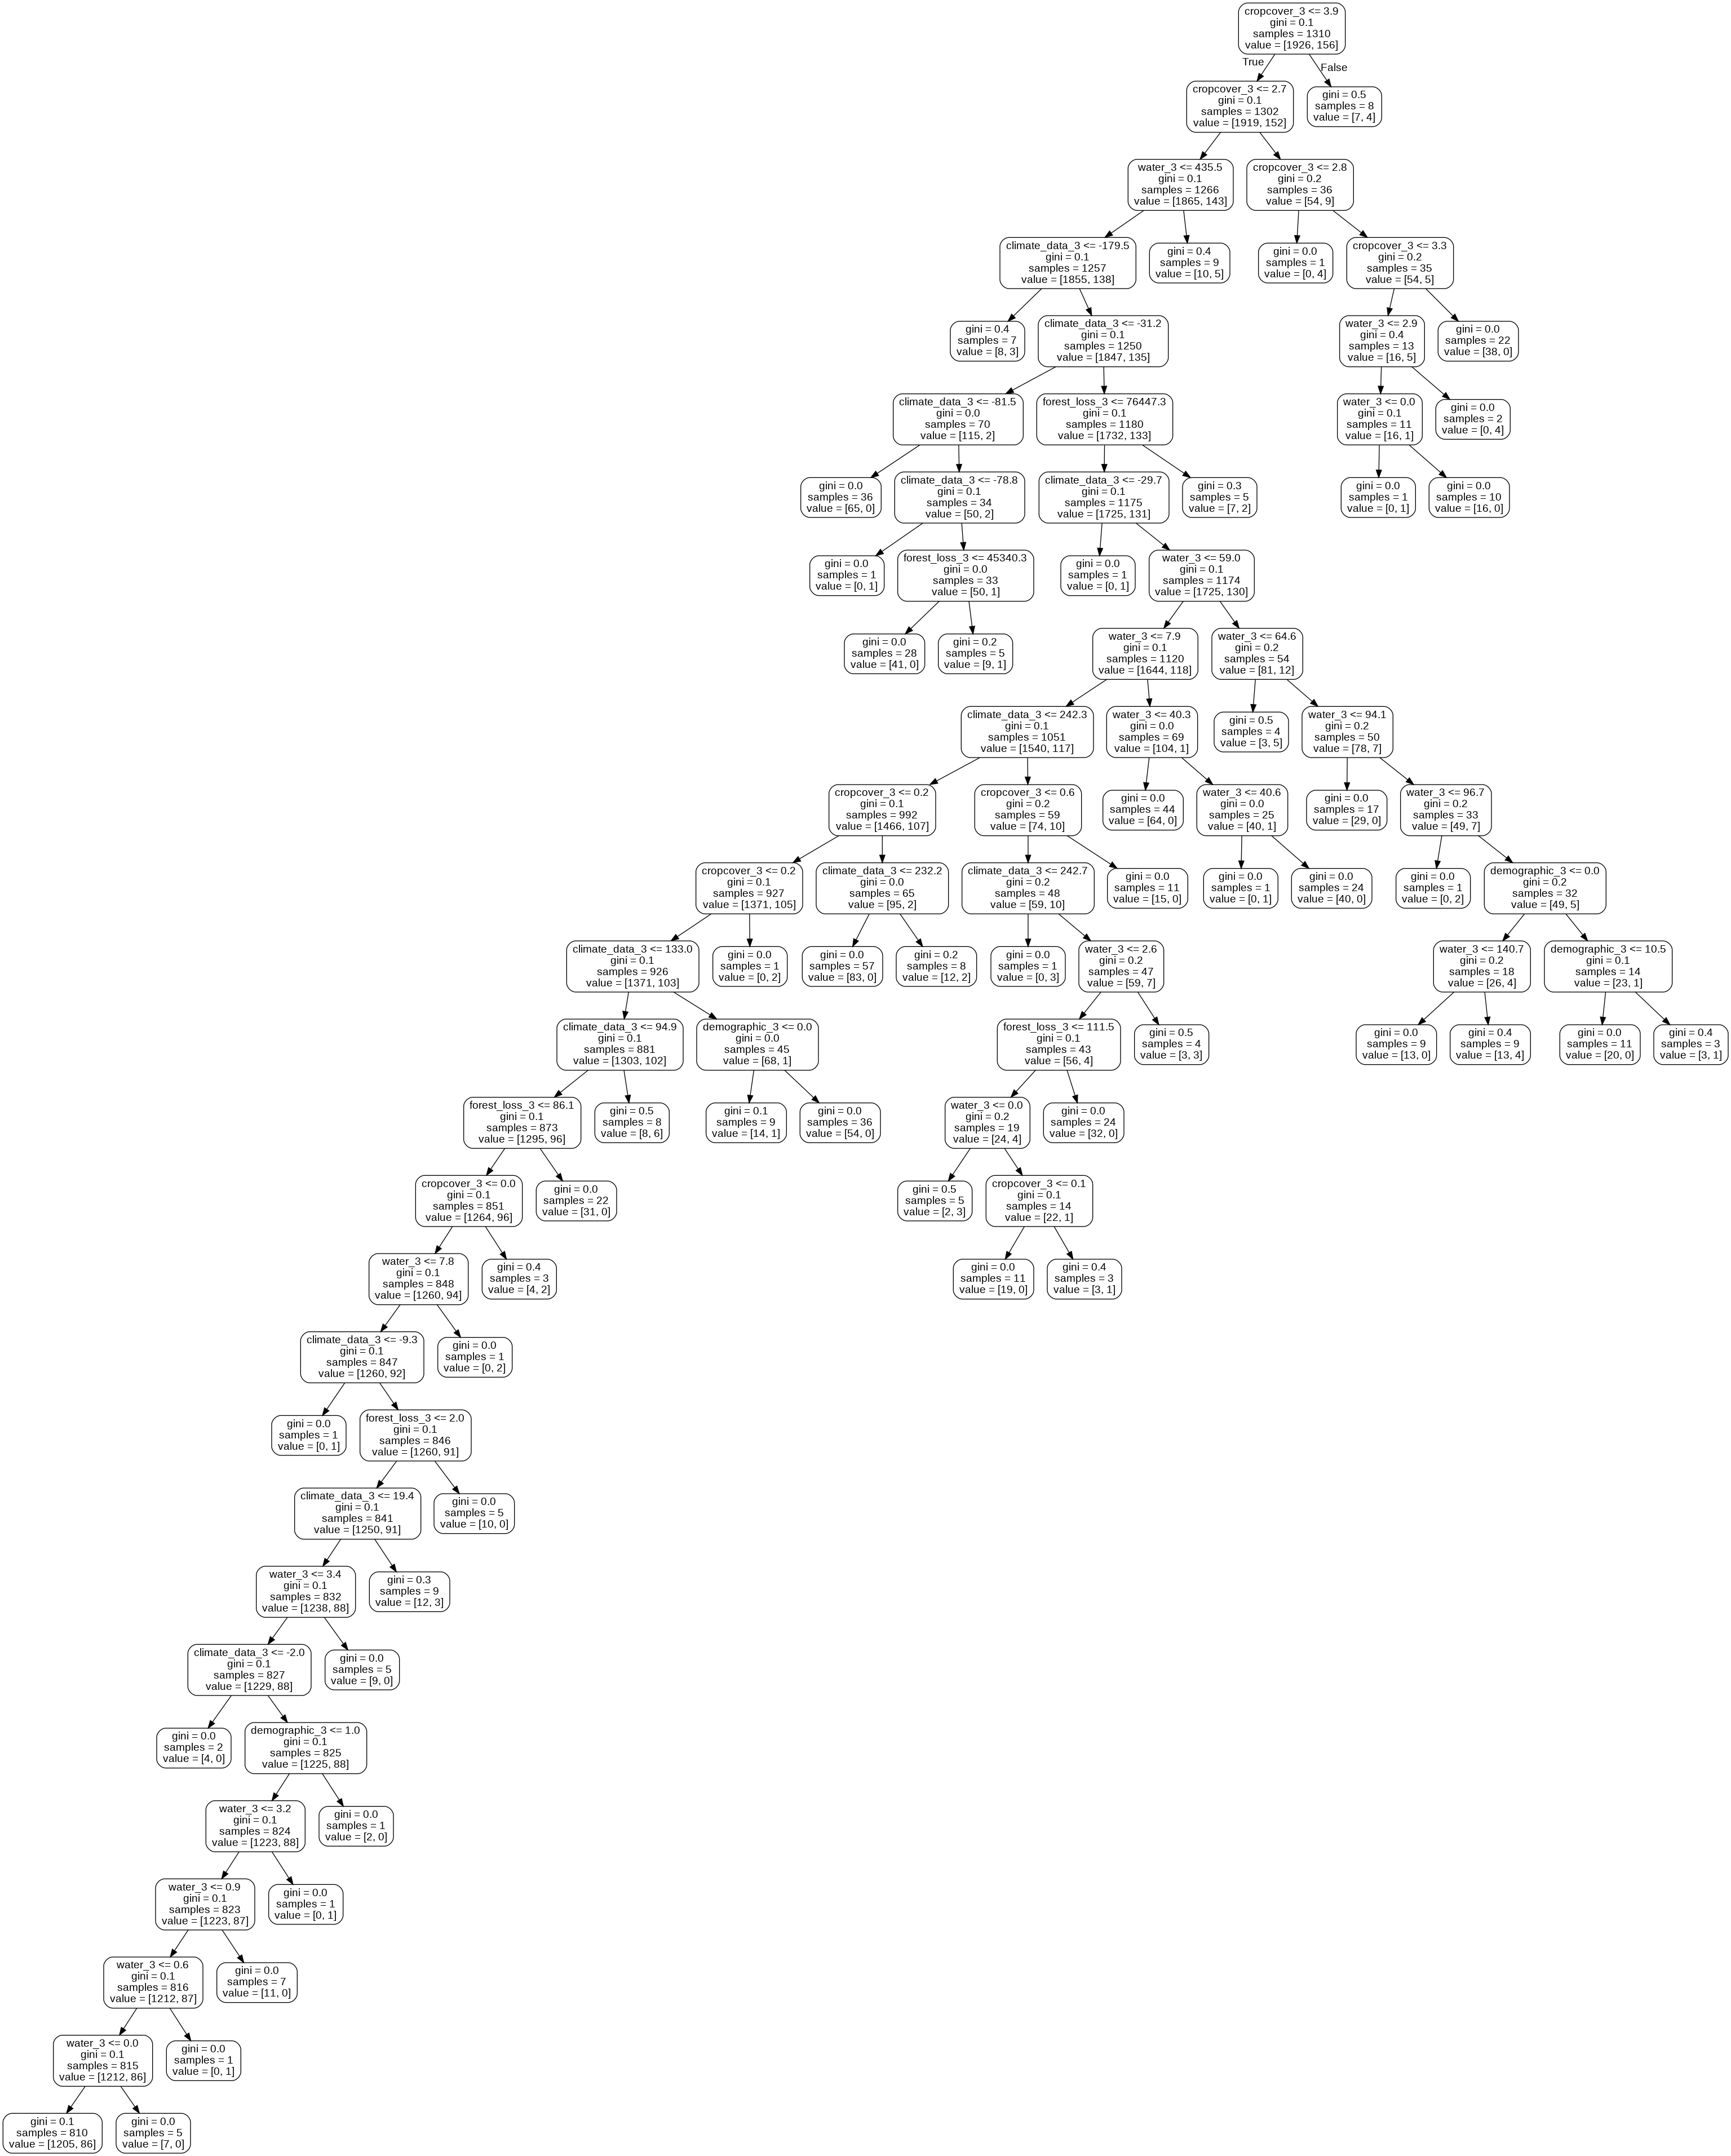 cropcover_3 <= 3.9
gini = 0.1
samples = 1310
value = [1926, 156]
True
False
cropcover_3 <= 2.7
gini = 0.1
samples = 1302
value = [1919, 152]
gini = 0.5
samples = 8
value = [7, 4]
water_3 <= 435.5
gini = 0.1
samples = 1266
value = [1865, 143]
cropcover_3 <= 2.8
gini = 0.2
samples = 36
value = [54, 9]
climate_data_3 <= -179.5
gini = 0.1
samples = 1257
value = [1855, 138]
gini = 0.4
samples = 9
value = [10, 5]
gini = 0.0
samples = 1
value = [0, 4]
cropcover_3 <= 3.3
gini = 0.2
samples = 35
value = [54, 5]
gini = 0.4
samples = 7
value = [8, 3]
climate_data_3 <= -31.2
gini = 0.1
samples = 1250
value = [1847, 135]
water_3 <= 2.9
gini = 0.4
samples = 13
value = [16, 5]
gini = 0.0
samples = 22
value = [38, 0]
climate_data_3 <= -81.5
gini = 0.0
samples = 70
value = [115, 2]
forest_loss_3 <= 76447.3
gini = 0.1
samples = 1180
value = [1732, 133]
water_3 <= 0.0
gini = 0.1
samples = 11
value = [16, 1]
gini = 0.0
samples = 2
value = [0, 4]
gini = 0.0
samples = 36
value = [65, 0]
climate_data_3 <= -78.8
gini = 0.1
samples = 34
value = [50, 2]
climate_data_3 <= -29.7
gini = 0.1
samples = 1175
value = [1725, 131]
gini = 0.3
samples = 5
value = [7, 2]
gini = 0.0
samples = 1
value = [0, 1]
gini = 0.0
samples = 10
value = [16, 0]
gini = 0.0
samples = 1
value = [0, 1]
forest_loss_3 <= 45340.3
gini = 0.0
samples = 33
value = [50, 1]
gini = 0.0
samples = 1
value = [0, 1]
water_3 <= 59.0
gini = 0.1
samples = 1174
value = [1725, 130]
gini = 0.0
samples = 28
value = [41, 0]
gini = 0.2
samples = 5
value = [9, 1]
water_3 <= 7.9
gini = 0.1
samples = 1120
value = [1644, 118]
water_3 <= 64.6
gini = 0.2
samples = 54
value = [81, 12]
climate_data_3 <= 242.3
gini = 0.1
samples = 1051
value = [1540, 117]
water_3 <= 40.3
gini = 0.0
samples = 69
value = [104, 1]
gini = 0.5
samples = 4
value = [3, 5]
water_3 <= 94.1
gini = 0.2
samples = 50
value = [78, 7]
cropcover_3 <= 0.2
gini = 0.1
samples = 992
value = [1466, 107]
cropcover_3 <= 0.6
gini = 0.2
samples = 59
value = [74, 10]
gini = 0.0
samples = 44
value = [64, 0]
water_3 <= 40.6
gini = 0.0
samples = 25
value = [40, 1]
gini = 0.0
samples = 17
value = [29, 0]
water_3 <= 96.7
gini = 0.2
samples = 33
value = [49, 7]
cropcover_3 <= 0.2
gini = 0.1
samples = 927
value = [1371, 105]
climate_data_3 <= 232.2
gini = 0.0
samples = 65
value = [95, 2]
climate_data_3 <= 242.7
gini = 0.2
samples = 48
value = [59, 10]
gini = 0.0
samples = 11
value = [15, 0]
gini = 0.0
samples = 1
value = [0, 1]
gini = 0.0
samples = 24
value = [40, 0]
gini = 0.0
samples = 1
value = [0, 2]
demographic_3 <= 0.0
gini = 0.2
samples = 32
value = [49, 5]
climate_data_3 <= 133.0
gini = 0.1
samples = 926
value = [1371, 103]
gini = 0.0
samples = 1
value = [0, 2]
gini = 0.0
samples = 57
value = [83, 0]
gini = 0.2
samples = 8
value = [12, 2]
gini = 0.0
samples = 1
value = [0, 3]
water_3 <= 2.6
gini = 0.2
samples = 47
value = [59, 7]
water_3 <= 140.7
gini = 0.2
samples = 18
value = [26, 4]
demographic_3 <= 10.5
gini = 0.1
samples = 14
value = [23, 1]
climate_data_3 <= 94.9
gini = 0.1
samples = 881
value = [1303, 102]
demographic_3 <= 0.0
gini = 0.0
samples = 45
value = [68, 1]
forest_loss_3 <= 111.5
gini = 0.1
samples = 43
value = [56, 4]
gini = 0.5
samples = 4
value = [3, 3]
gini = 0.0
samples = 9
value = [13, 0]
gini = 0.4
samples = 9
value = [13, 4]
gini = 0.0
samples = 11
value = [20, 0]
gini = 0.4
samples = 3
value = [3, 1]
forest_loss_3 <= 86.1
gini = 0.1
samples = 873
value = [1295, 96]
gini = 0.5
samples = 8
value = [8, 6]
gini = 0.1
samples = 9
value = [14, 1]
gini = 0.0
samples = 36
value = [54, 0]
water_3 <= 0.0
gini = 0.2
samples = 19
value = [24, 4]
gini = 0.0
samples = 24
value = [32, 0]
cropcover_3 <= 0.0
gini = 0.1
samples = 851
value = [1264, 96]
gini = 0.0
samples = 22
value = [31, 0]
gini = 0.5
samples = 5
value = [2, 3]
cropcover_3 <= 0.1
gini = 0.1
samples = 14
value = [22, 1]
water_3 <= 7.8
gini = 0.1
samples = 848
value = [1260, 94]
gini = 0.4
samples = 3
value = [4, 2]
gini = 0.0
samples = 11
value = [19, 0]
gini = 0.4
samples = 3
value = [3, 1]
climate_data_3 <= -9.3
gini = 0.1
samples = 847
value = [1260, 92]
gini = 0.0
samples = 1
value = [0, 2]
gini = 0.0
samples = 1
value = [0, 1]
forest_loss_3 <= 2.0
gini = 0.1
samples = 846
value = [1260, 91]
climate_data_3 <= 19.4
gini = 0.1
samples = 841
value = [1250, 91]
gini = 0.0
samples = 5
value = [10, 0]
water_3 <= 3.4
gini = 0.1
samples = 832
value = [1238, 88]
gini = 0.3
samples = 9
value = [12, 3]
climate_data_3 <= -2.0
gini = 0.1
samples = 827
value = [1229, 88]
gini = 0.0
samples = 5
value = [9, 0]
gini = 0.0
samples = 2
value = [4, 0]
demographic_3 <= 1.0
gini = 0.1
samples = 825
value = [1225, 88]
water_3 <= 3.2
gini = 0.1
samples = 824
value = [1223, 88]
gini = 0.0
samples = 1
value = [2, 0]
water_3 <= 0.9
gini = 0.1
samples = 823
value = [1223, 87]
gini = 0.0
samples = 1
value = [0, 1]
water_3 <= 0.6
gini = 0.1
samples = 816
value = [1212, 87]
gini = 0.0
samples = 7
value = [11, 0]
water_3 <= 0.0
gini = 0.1
samples = 815
value = [1212, 86]
gini = 0.0
samples = 1
value = [0, 1]
gini = 0.1
samples = 810
value = [1205, 86]
gini = 0.0
samples = 5
value = [7, 0]